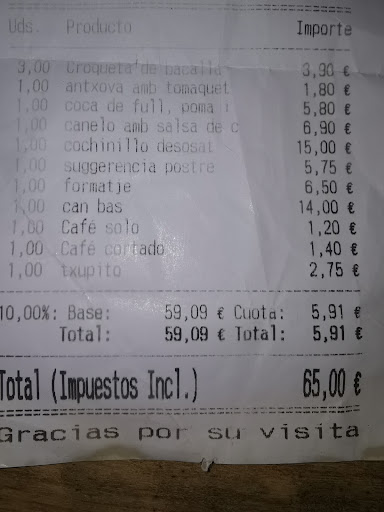 Uds. Producto Importe
3,00 Croqueta de bacalla 3,90 €
1,00 antxova amb tomaquet 1,80 €
1,00 coca de full, poma i 5,80 €
1,00 canelo amb salsa de c 6,90 €
1,00 cochinillo desosat 15,00 €
1,00 suggerencia postre 5,75 €
1,00 formatje 6,50 €
1,00 can bas 14,00 €
1,00 Café solo 1,20 €
1,00 Café cortado 1,40 €
1,00 txupito 2,75 €
10,00%: Base: 59,09 € Cuota: 5,91 €
Total: 59,09 € Total: 5,91 €
Total (Impuestos Incl.) 65,00 €
Gracias por su visita